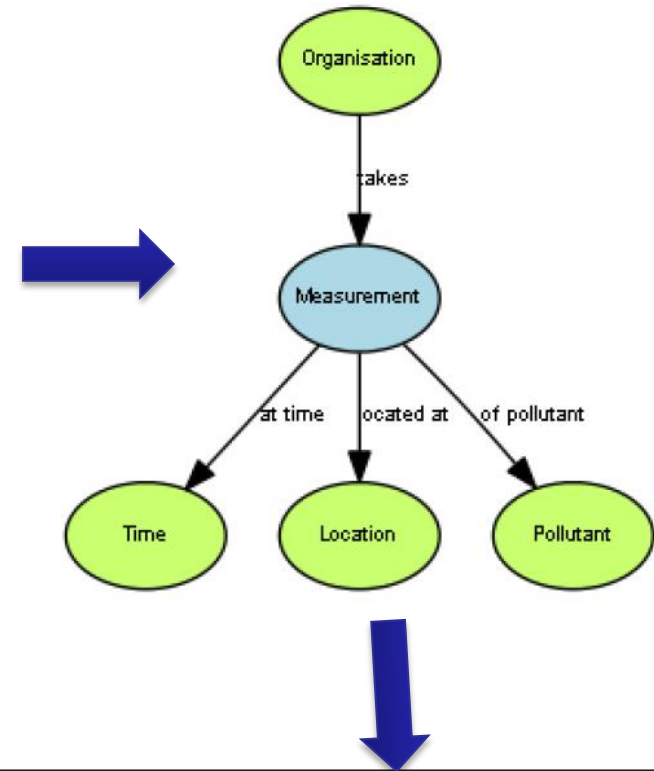 Organisation
takes
Measurement
at time
ocated at
of pollutant
Time
Location
Pollutant